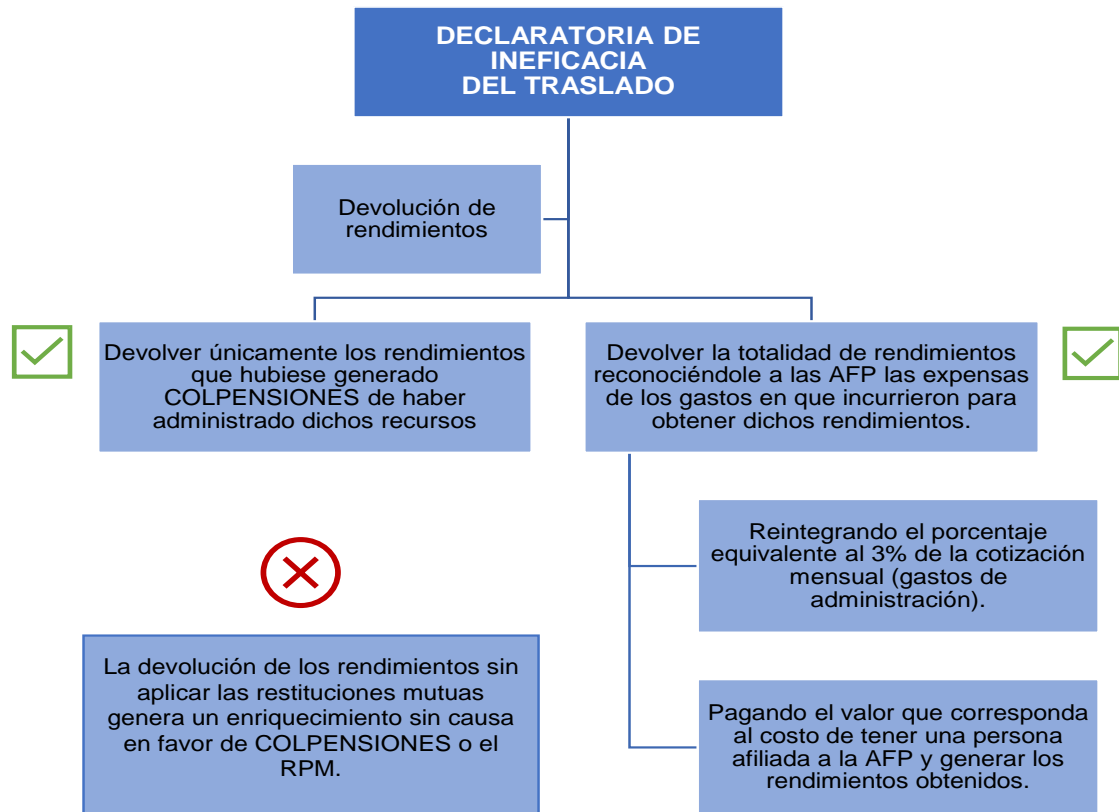 DECLARATORIA DE
INEFICACIA
DEL TRASLADO
Devolución de
rendimientos
Devolver únicamente los rendimientos
que hubiese generado
COLPENSIONES de haber
administrado dichos recursos
Devolver la totalidad de rendimientos
reconociéndole a las AFP las expensas
de los gastos en que incurrieron para
obtener dichos rendimientos.
Reintegrando el porcentaje
equivalente al 3% de la cotización
mensual (gastos de
administración).
La devolución de los rendimientos sin
aplicar las restituciones mutuas
genera un enriquecimiento sin causa
en favor de COLPENSIONES o el
RPM.
Pagando el valor que corresponda
al costo de tener una persona
afiliada a la AFP y generar los
rendimientos obtenidos.